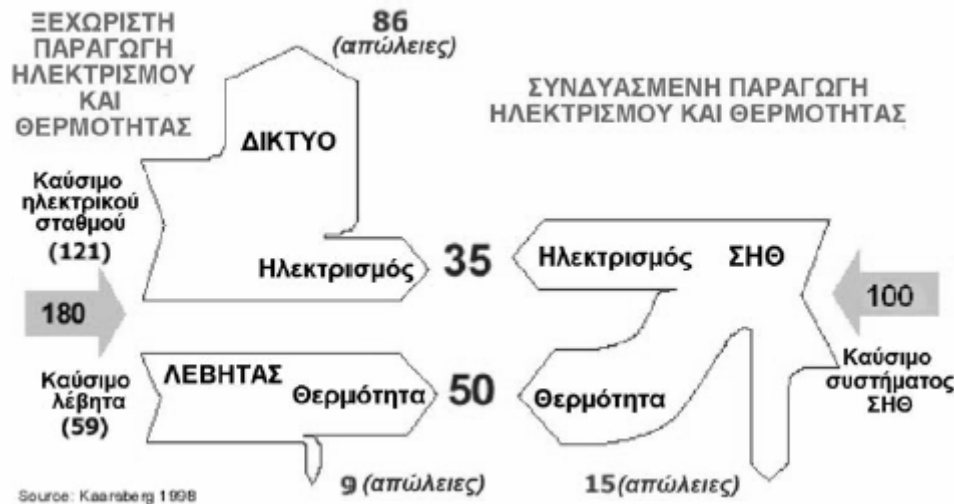 ΞΕΧΩΡΙΣΤΗ
ΠΑΡΑΓΩΓΗ
ΗΛΕΚΤΡΙΣΜΟΥ
ΚΑΙ
ΘΕΡΜΟΤΗΤΑΣ
86
(απώλειες)
ΣΥΝΔΥΑΣΜΕΝΗ ΠΑΡΑΓΩΓΗ
ΗΛΕΚΤΡΙΣΜΟΥ ΚΑΙ ΘΕΡΜΟΤΗΤΑΣ
ΔΙΚΤΥΟ
Καύσιμο
ηλεκτρικού
σταθμού
(121)
Ηλεκτρισμός
35
Ηλεκτρισμός
ΣΗΘ
180
100
ΛΕΒΗΤΑΣ
Καύσιμο
λέβητα
(59)
Θερμότητα
50
Θερμότητα
Καύσιμο
συστήματος
ΣΗΘ
9 (απώλειες)
15(απώλειες)
Source: Kaarsberg 1998